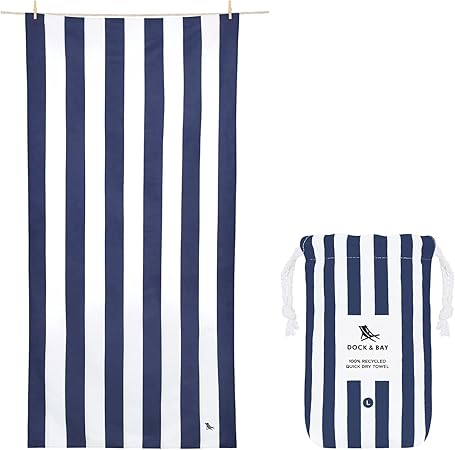 DOCK & BAY
100% RECYCLED
QUICK DRY TOWEL
L